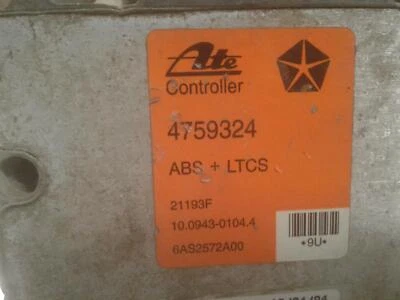 Ate
Controller
4759324
ABS + LTCS
21193F
10.0943-0104.4
6AS2572A00
*9U*